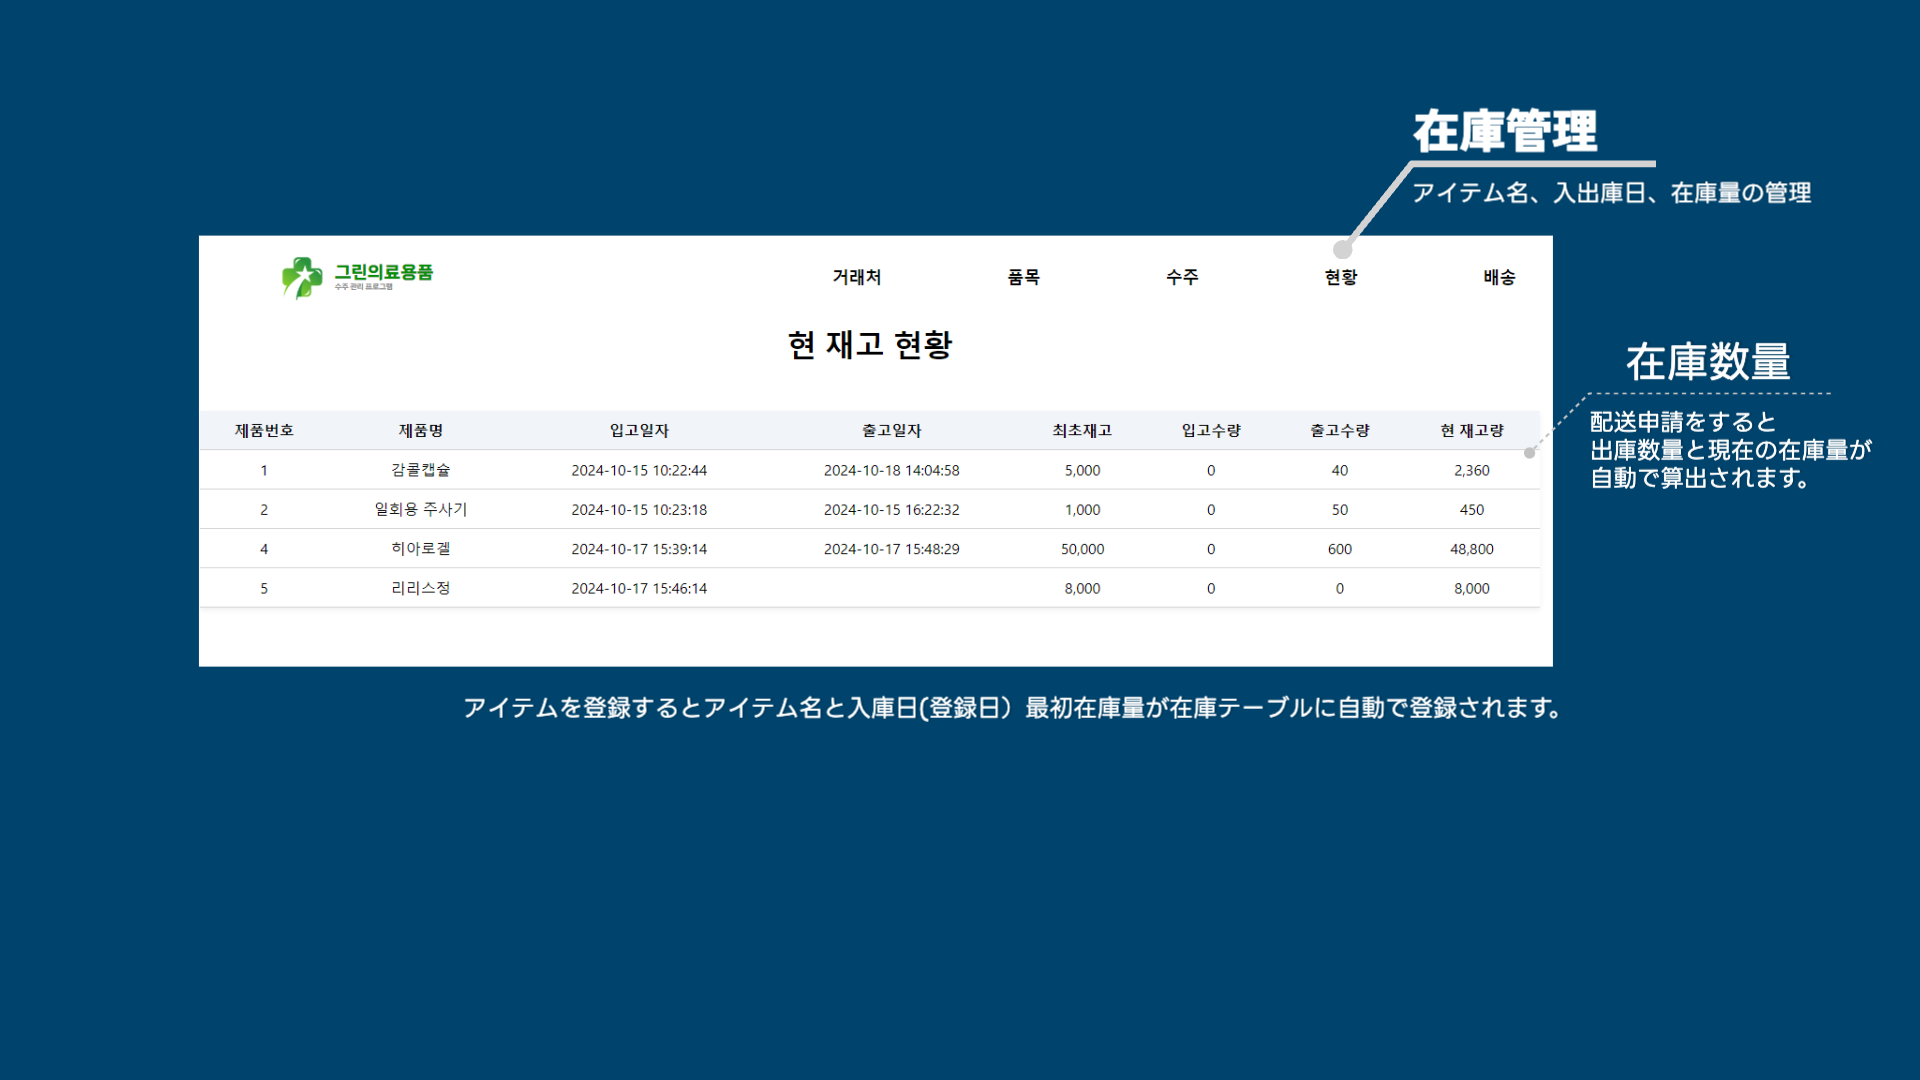 在庫管理
アイテム名、入出庫日、在庫量の管理
그린의료용품
수주 관리 프로그램
거래처 품목 수주 현황 배송
현 재고 현황
在庫数量
配送申請をすると
出庫数量と現在の在庫量が
自動で算出されます。
제품번호 제품명 입고일자 출고일자 최초재고 입고수량 출고수량 현 재고량
1 감콜캡슐 2024-10-15 10:22:44 2024-10-18 14:04:58 5,000 0 40 2,360
2 일회용 주사기 2024-10-15 10:23:18 2024-10-15 16:22:32 1,000 0 50 450
4 히아로겔 2024-10-17 15:39:14 2024-10-17 15:48:29 50,000 0 600 48,800
5 리리스정 2024-10-17 15:46:14 8,000 0 0 8,000
アイテムを登録するとアイテム名と入庫日(登録日）最初在庫量が在庫テーブルに自動で登録されます。